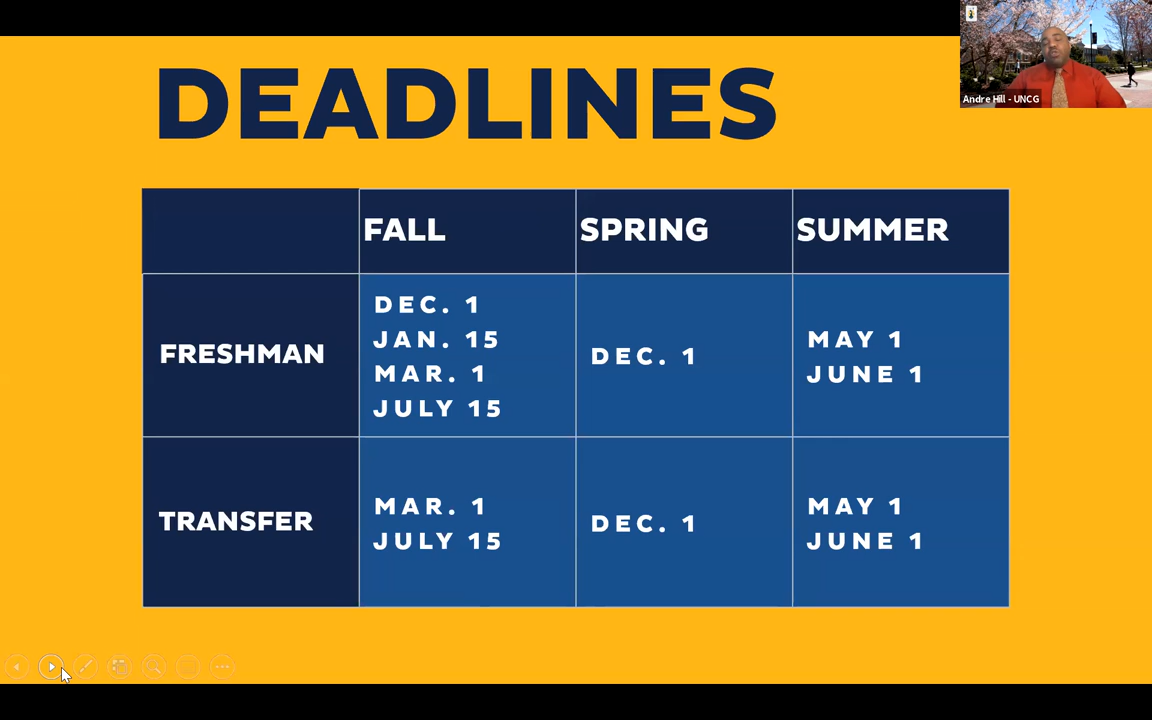 DEADLINES
Andre Hill - UNCG
FALL
SPRING
SUMMER
FRESHMAN
DEC. 1
JAN. 15
MAR. 1
JULY 15
DEC. 1
MAY 1
JUNE 1
TRANSFER
MAR. 1
JULY 15
DEC. 1
MAY 1
JUNE 1